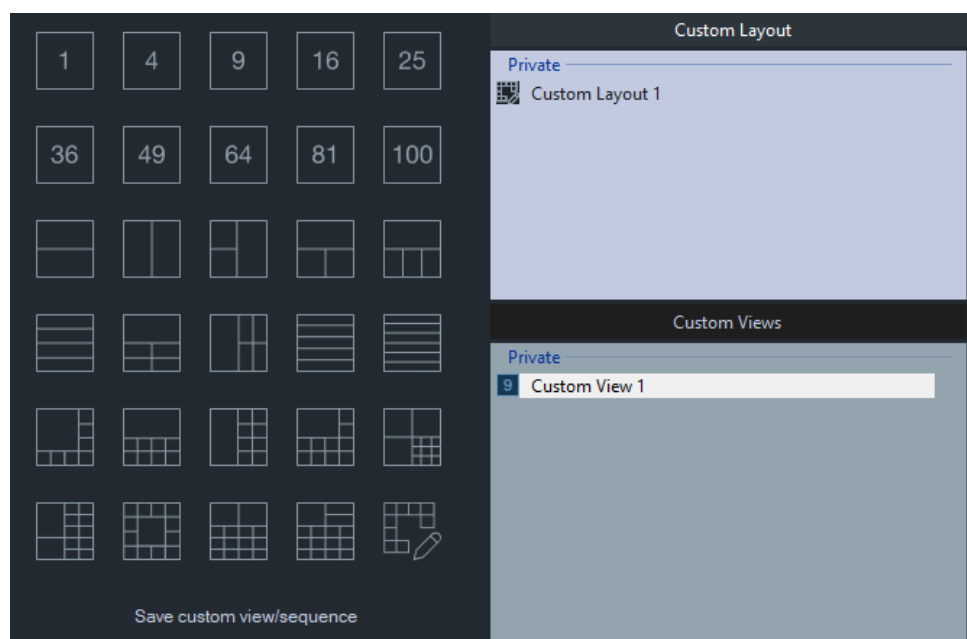 1 4 9 16 25
36 49 64 81 100
Save custom view/sequence
Custom Layout
Private
Custom Layout 1
Custom Views
Private
9 Custom View 1